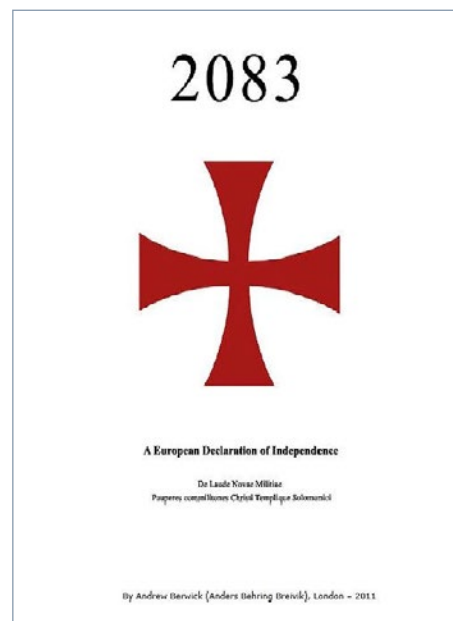 2083
A European Declaration of Independence
De Laude Novae Militiae
Pauperes commilitones Christi Templique Solomonici
By Andrew Berwick (Anders Behring Breivik), London – 2011